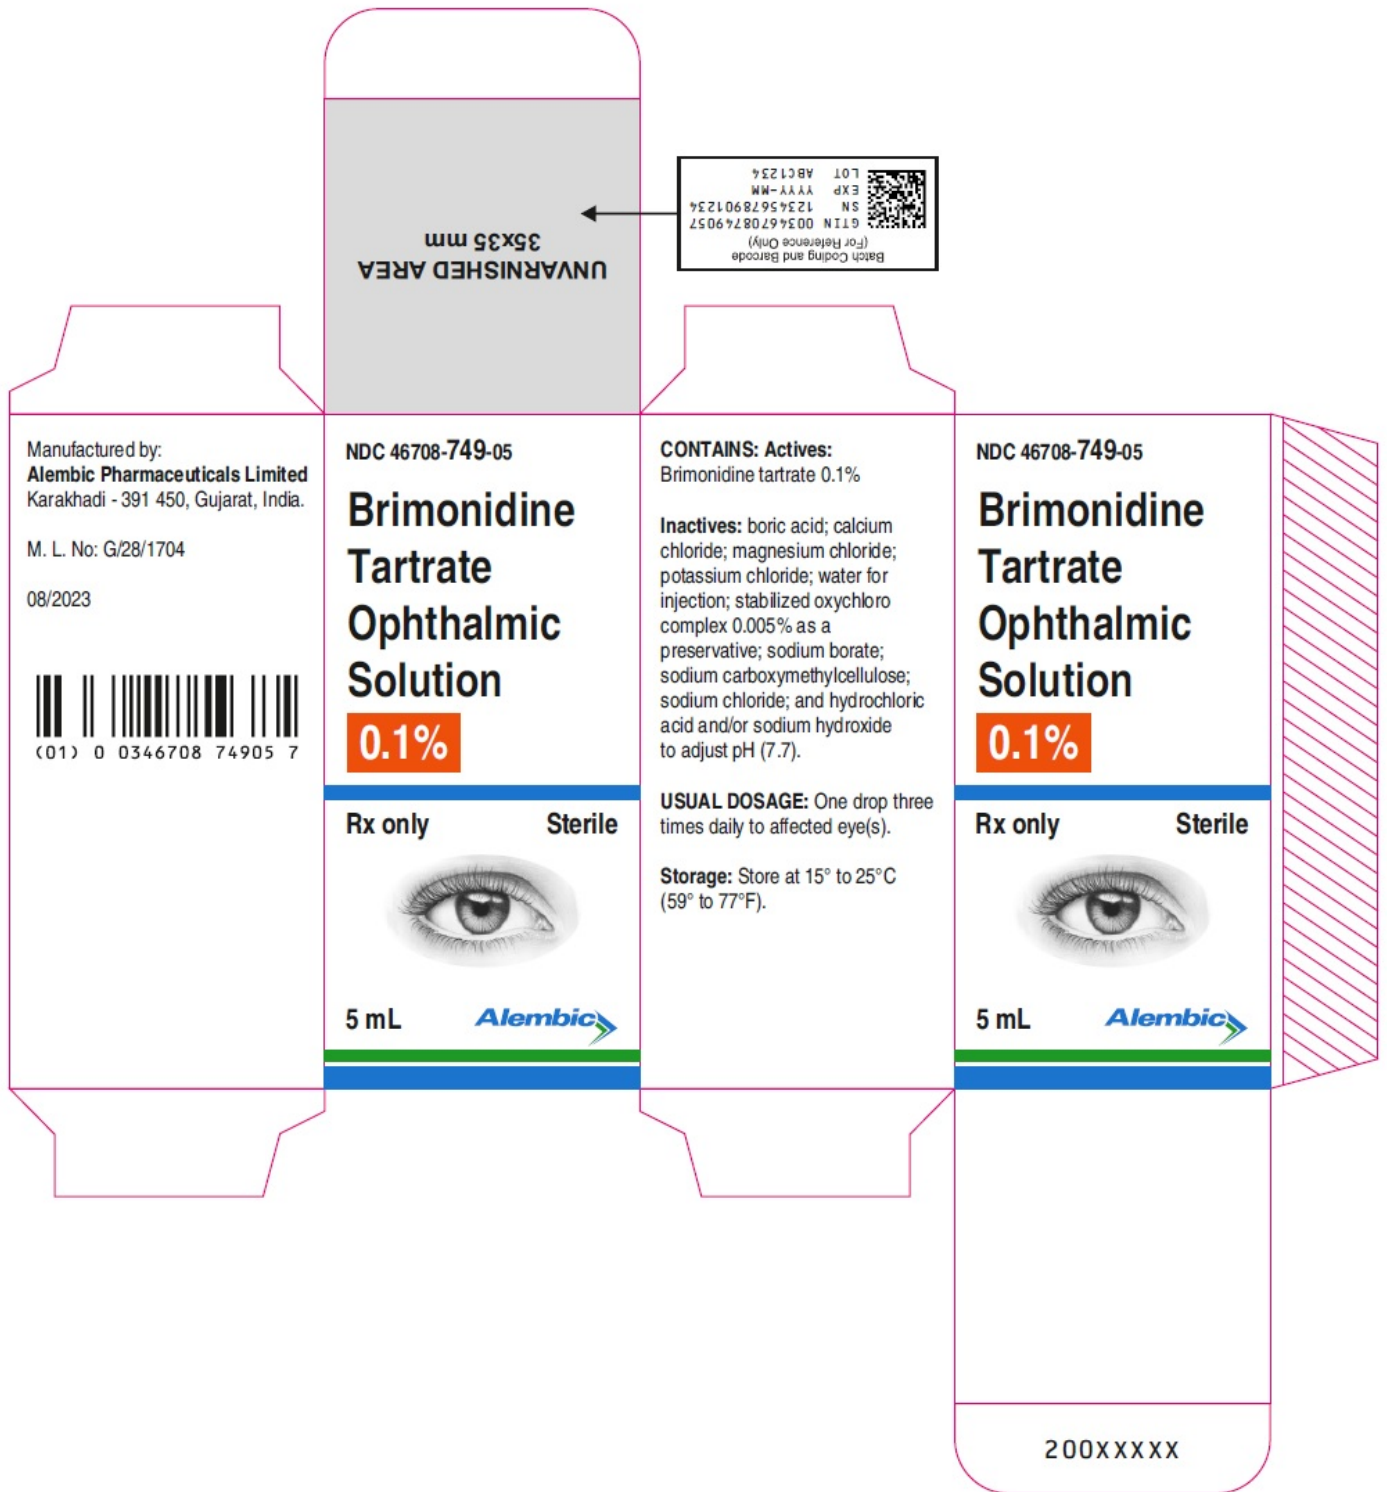 UNVARNISHED AREA
35x35 mm
Batch Coding and Barcode
(For Reference Only)
GTIN 00346708749057
SN 12345678901234
EXP YYYY-MM
LOT ABC1234
Manufactured by:
Alembic Pharmaceuticals Limited
Karakhadi - 391 450, Gujarat, India.
M. L. No: G/28/1704
08/2023
(01) 0 0346708 74905 7
NDC 46708-749-05
Brimonidine
Tartrate
Ophthalmic
Solution
0.1%
Rx only Sterile
5 mL Alembic
CONTAINS: Actives:
Brimonidine tartrate 0.1%
Inactives: boric acid; calcium
chloride; magnesium chloride;
potassium chloride; water for
injection; stabilized oxychloro
complex 0.005% as a
preservative; sodium borate;
sodium carboxymethylcellulose;
sodium chloride; and hydrochloric
acid and/or sodium hydroxide
to adjust pH (7.7).
USUAL DOSAGE: One drop three
times daily to affected eye(s).
Storage: Store at 15° to 25°C
(59° to 77°F).
NDC 46708-749-05
Brimonidine
Tartrate
Ophthalmic
Solution
0.1%
Rx only Sterile
5 mL Alembic
200XXXXX